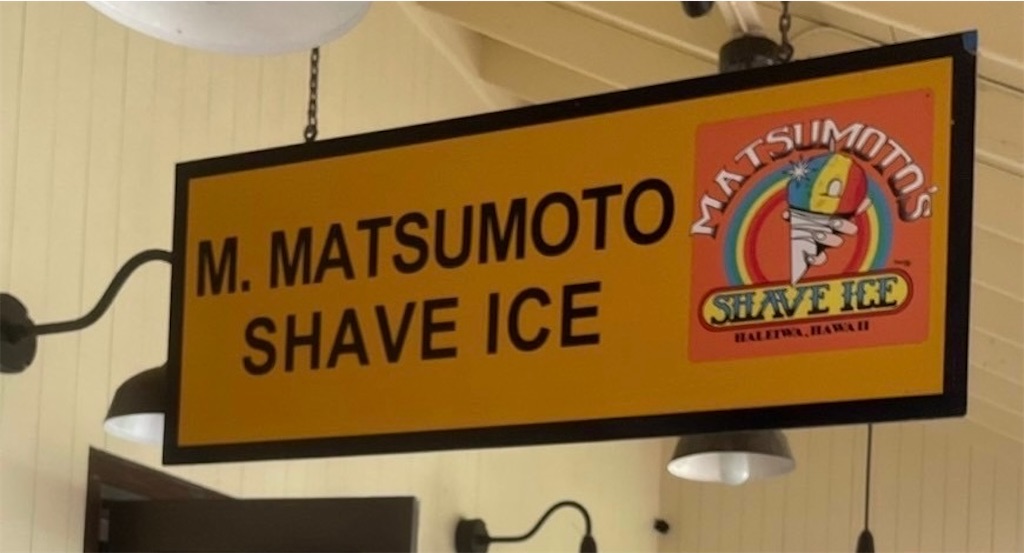 M. MATSUMOTO
SHAVE ICE
MATSUMOTO'S
SHAVE ICE
HALEIWA, HAWAII